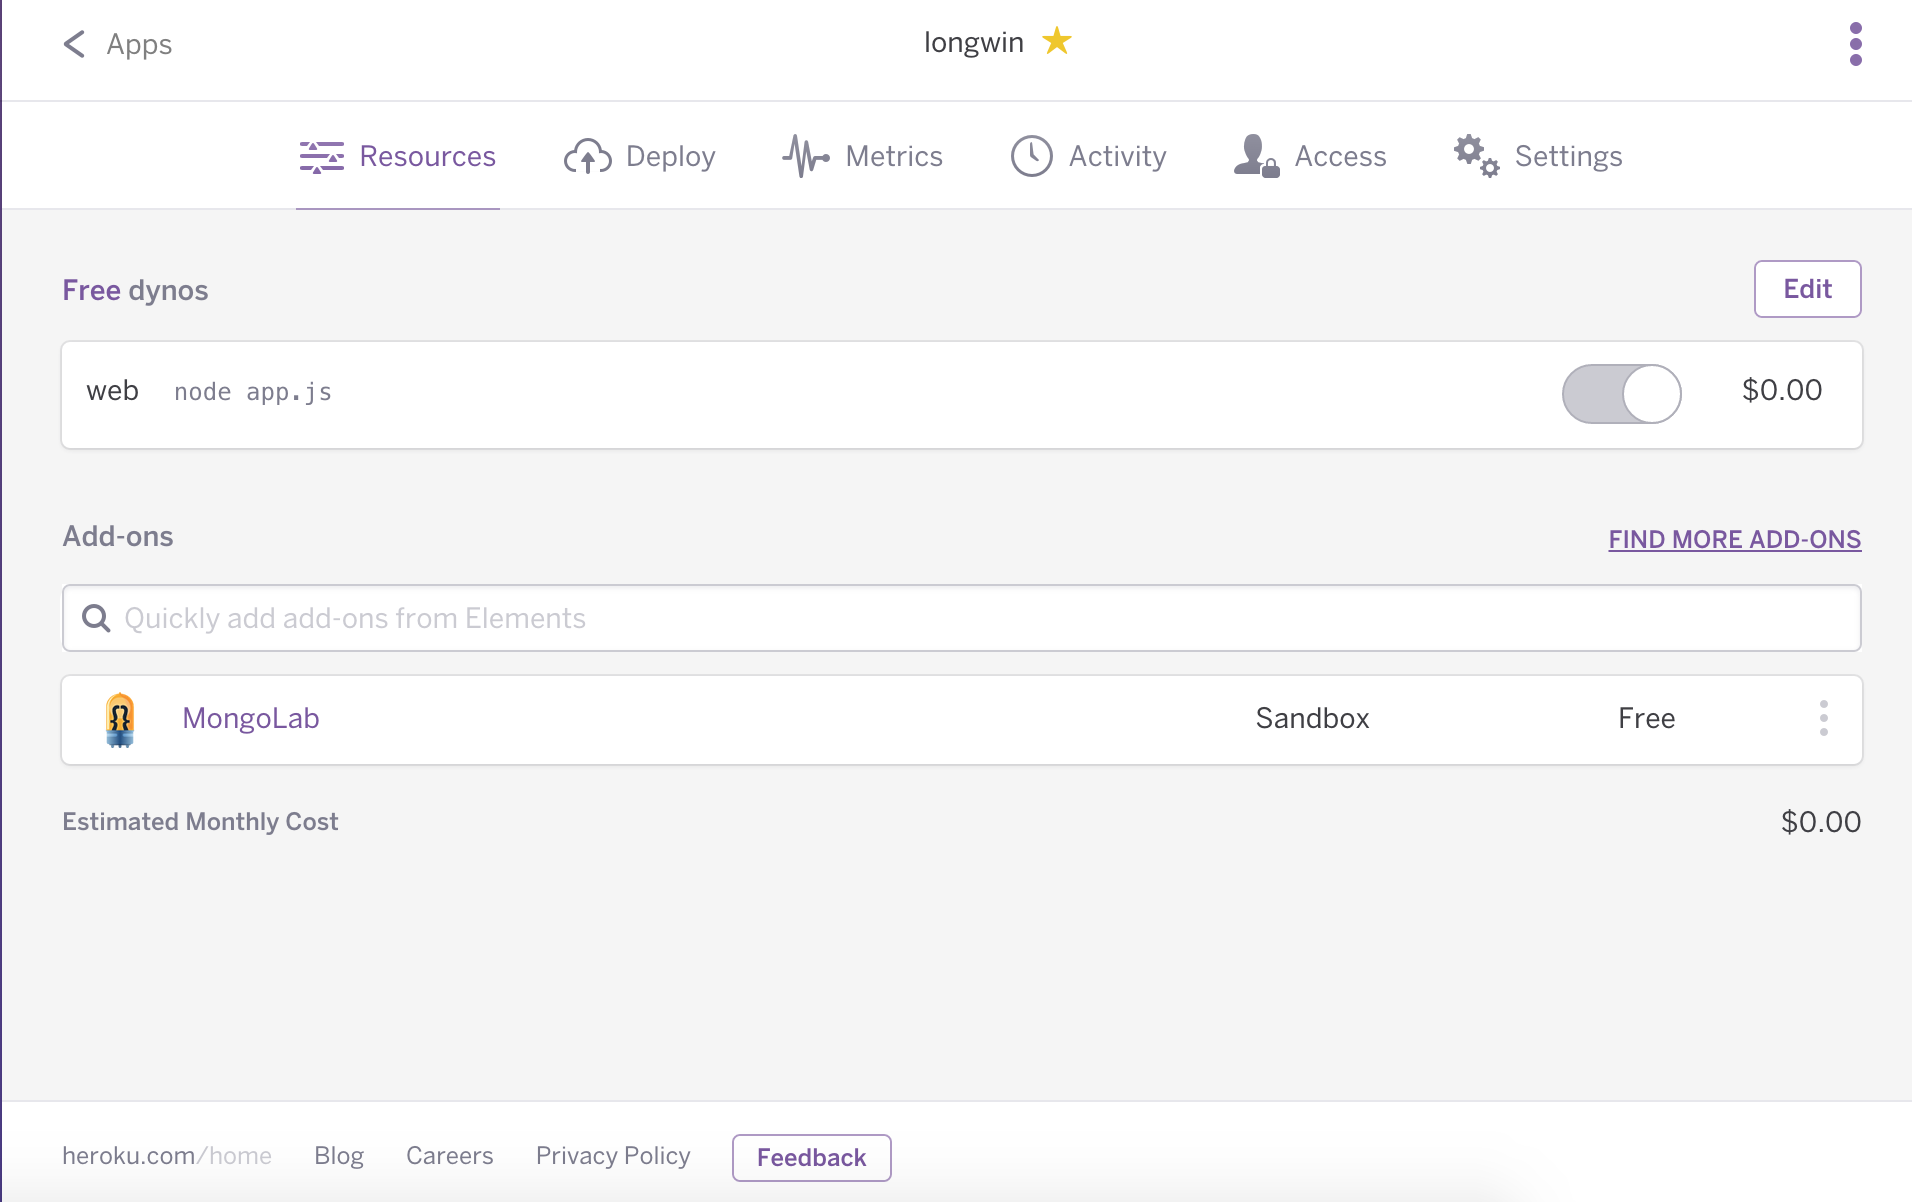 Apps
longwin
Resources Deploy Metrics Activity Access Settings
Free dynos
Edit
web node app.js $0.00
Add-ons
FIND MORE ADD-ONS
Quickly add add-ons from Elements
MongoLab Sandbox Free
Estimated Monthly Cost $0.00
heroku.com/home Blog Careers Privacy Policy Feedback